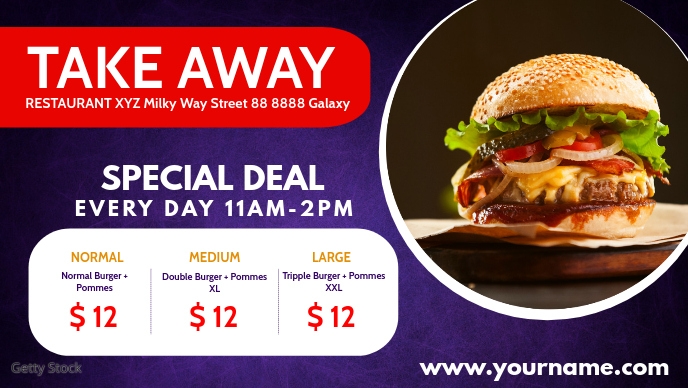 TAKE AWAY
RESTAURANT XYZ Milky Way Street 88 8888 Galaxy
SPECIAL DEAL
EVERY DAY 11AM-2PM
NORMAL
Normal Burger +
Pommes
$ 12
MEDIUM
Double Burger + Pommes
XL
$ 12
LARGE
Tripple Burger + Pommes
XXL
$ 12
Getty Stock
www.yourname.com